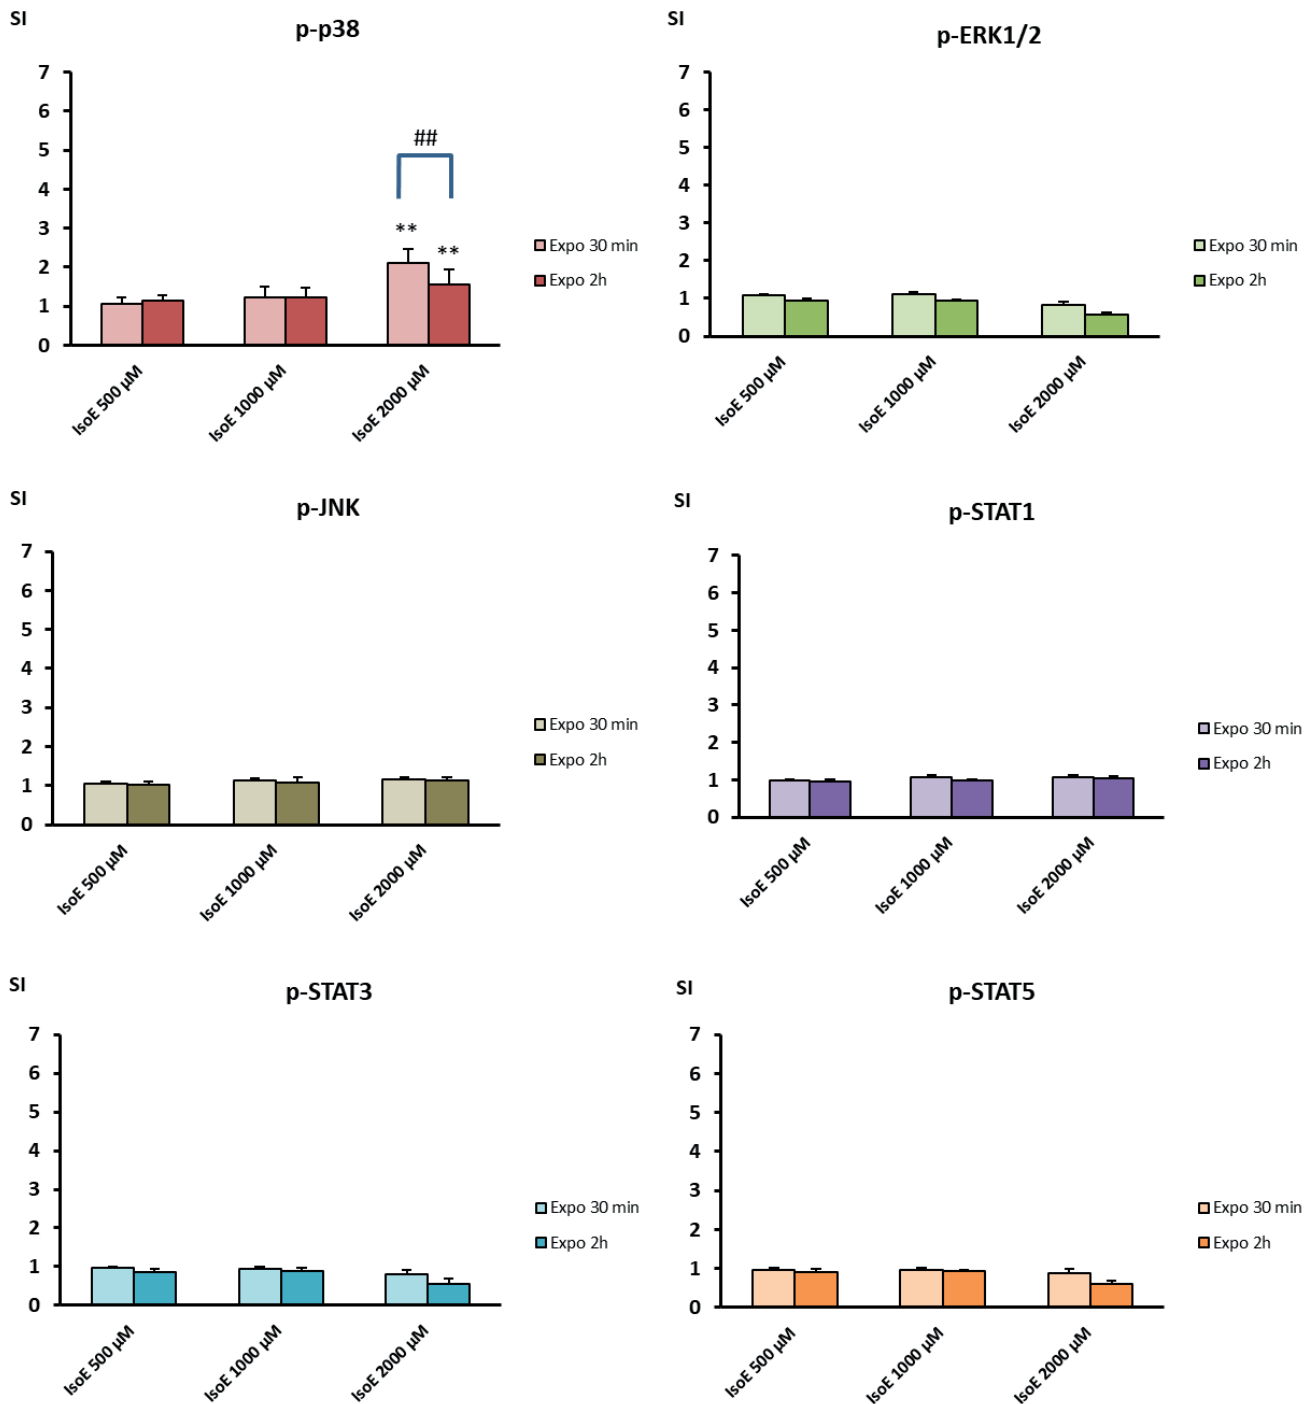 SI
p-p38
7
6
5
4
3
2
1
0
##
**
**
Expo 30 min
Expo 2h
IsoE 500 µM
IsoE 1000 µM
IsoE 2000 µM
SI
p-ERK1/2
7
6
5
4
3
2
1
0
Expo 30 min
Expo 2h
IsoE 500 µM
IsoE 1000 µM
IsoE 2000 µM
SI
p-JNK
7
6
5
4
3
2
1
0
Expo 30 min
Expo 2h
IsoE 500 µM
IsoE 1000 µM
IsoE 2000 µM
SI
p-STAT1
7
6
5
4
3
2
1
0
Expo 30 min
Expo 2h
IsoE 500 µM
IsoE 1000 µM
IsoE 2000 µM
SI
p-STAT3
7
6
5
4
3
2
1
0
Expo 30 min
Expo 2h
IsoE 500 µM
IsoE 1000 µM
IsoE 2000 µM
SI
p-STAT5
7
6
5
4
3
2
1
0
Expo 30 min
Expo 2h
IsoE 500 µM
IsoE 1000 µM
IsoE 2000 µM